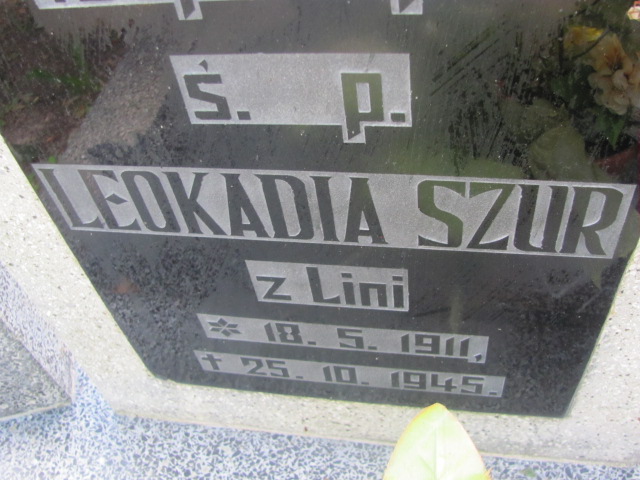 Ś. p.
LEOKADIA SZUR
z Lini
* 18. 5. 1911,
† 25. 10. 1945.